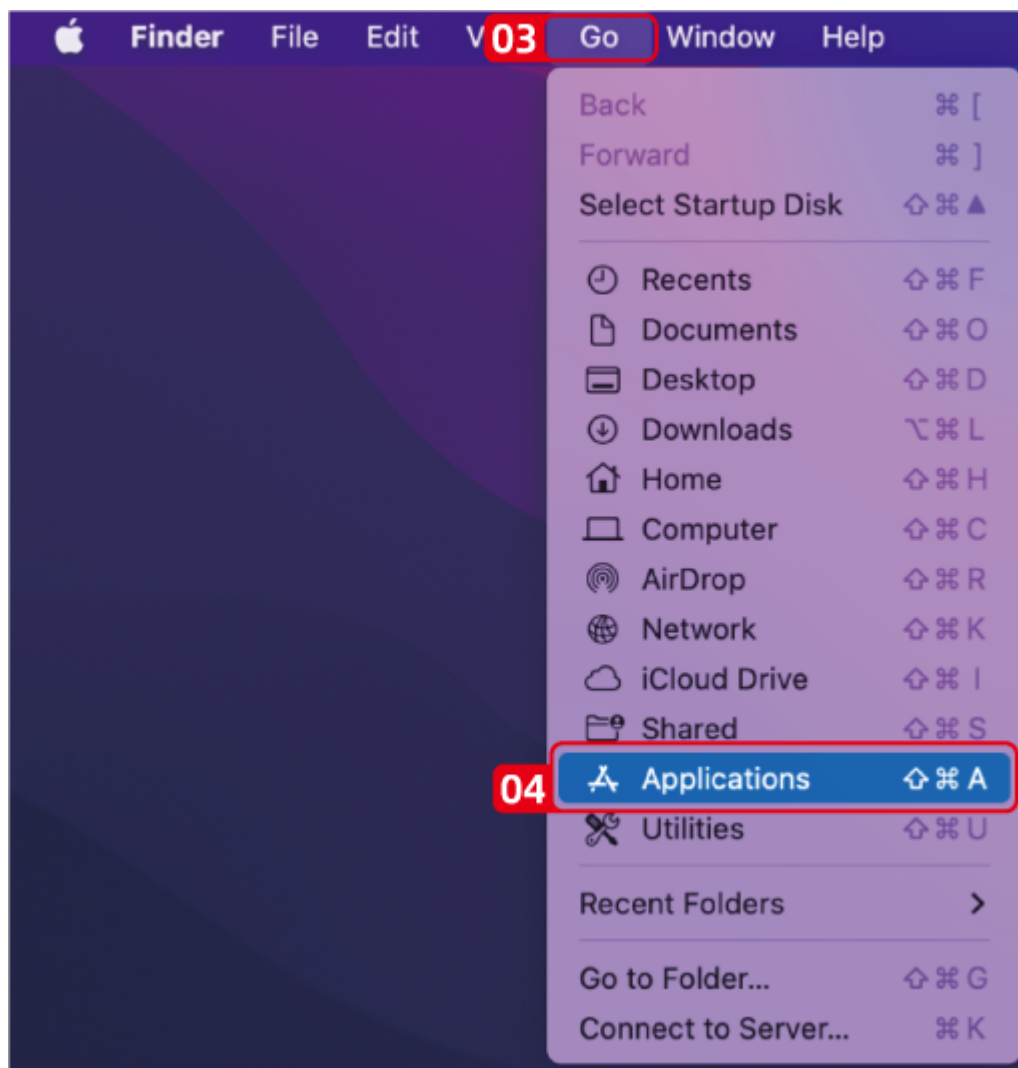 Finder File Edit V 03 Go Window Help
Back ⌘ [
Forward ⌘ ]
Select Startup Disk ⇧ ⌘ ▲
Recents ⇧ ⌘ F
Documents ⇧ ⌘ O
Desktop ⇧ ⌘ D
Downloads ⌥ ⌘ L
Home ⇧ ⌘ H
Computer ⇧ ⌘ C
AirDrop ⇧ ⌘ R
Network ⇧ ⌘ K
iCloud Drive ⇧ ⌘ I
Shared ⇧ ⌘ S
04 Applications ⇧ ⌘ A
Utilities ⇧ ⌘ U
Recent Folders >
Go to Folder... ⇧ ⌘ G
Connect to Server... ⌘ K